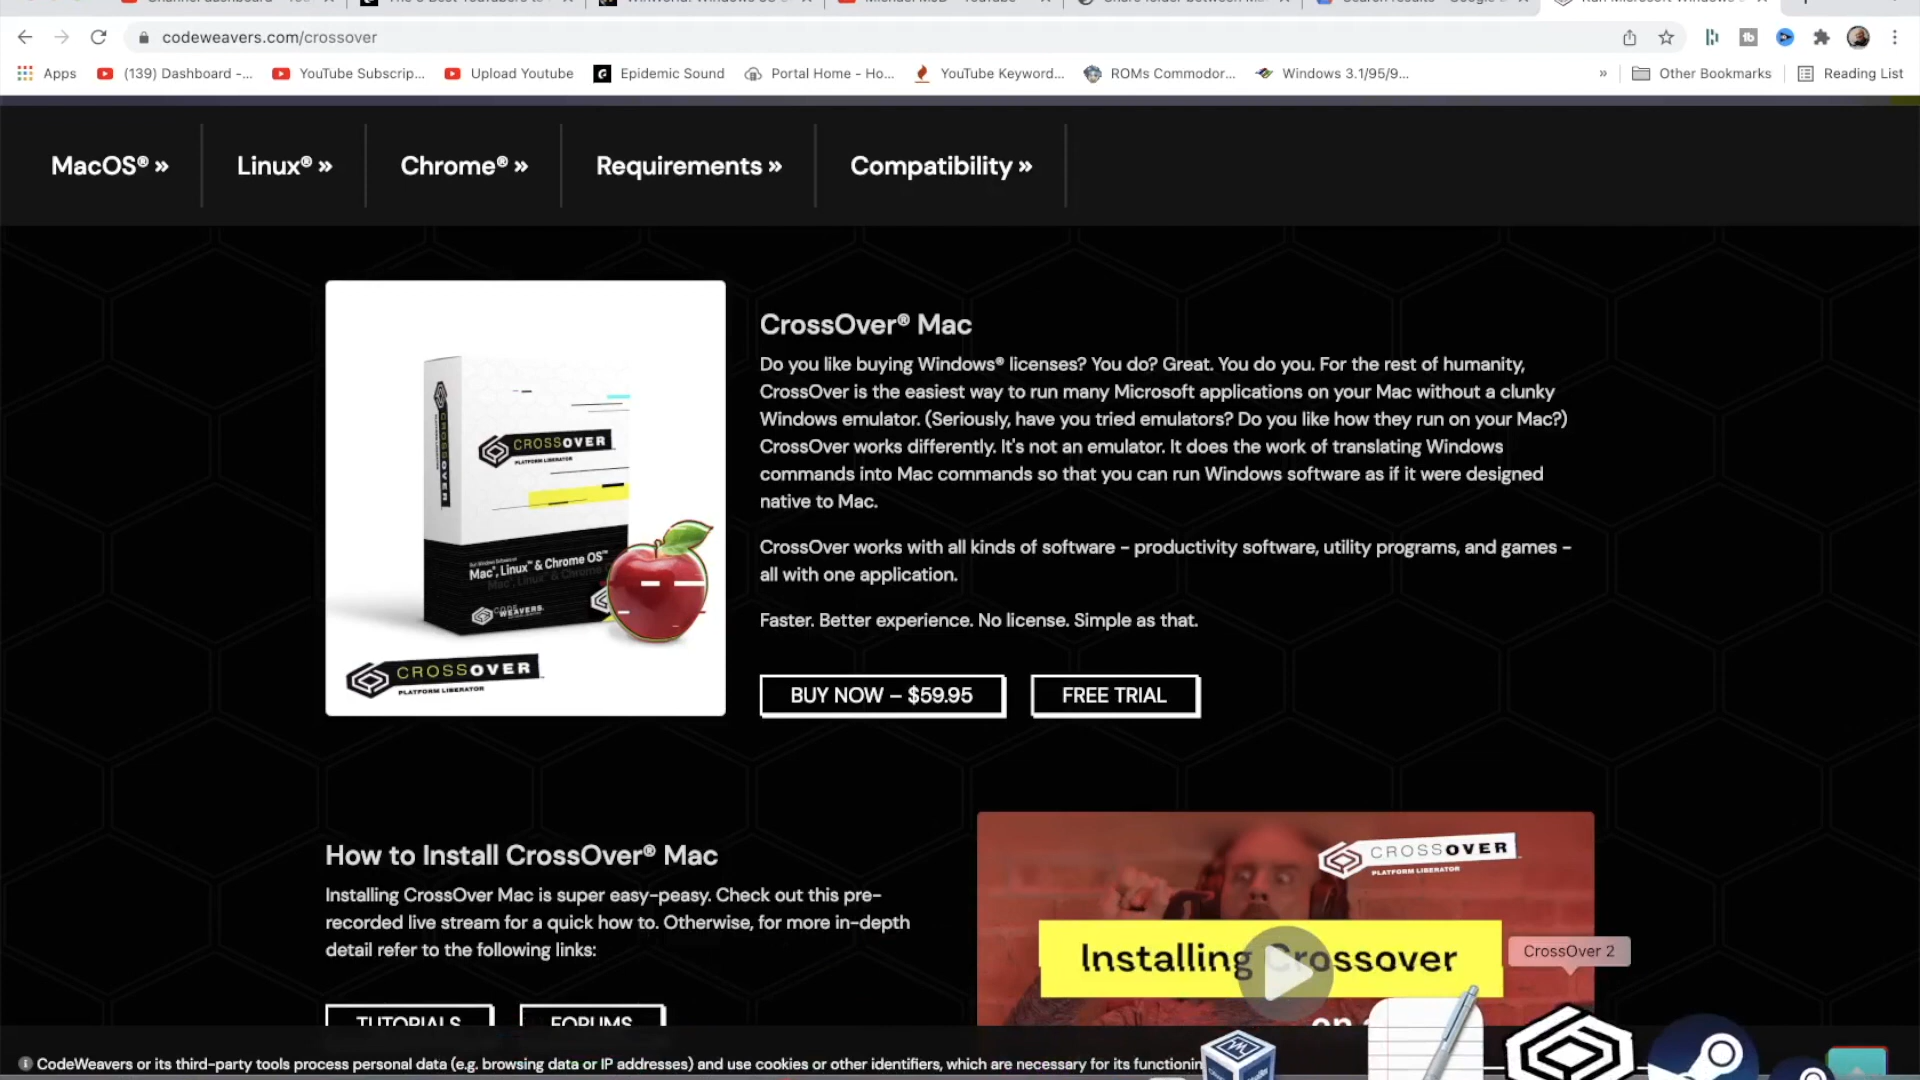 codeweavers.com/crossover
Apps
(139) Dashboard -...
YouTube Subscrip...
Upload Youtube
Epidemic Sound
Portal Home - Ho...
YouTube Keyword...
ROMs Commodor...
Windows 3.1/95/9...
»
Other Bookmarks
Reading List
MacOS® »
Linux® »
Chrome® »
Requirements »
Compatibility »
CROSSOVER
PLATFORM LIBERATOR
CROSSOVER
Mac, Linux™ & Chrome OS™
CODE WEAVERS
CROSSOVER
PLATFORM LIBERATOR
CrossOver® Mac
Do you like buying Windows® licenses? You do? Great. You do you. For the rest of humanity,
CrossOver is the easiest way to run many Microsoft applications on your Mac without a clunky
Windows emulator. (Seriously, have you tried emulators? Do you like how they run on your Mac?)
CrossOver works differently. It's not an emulator. It does the work of translating Windows
commands into Mac commands so that you can run Windows software as if it were designed
native to Mac.
CrossOver works with all kinds of software - productivity software, utility programs, and games -
all with one application.
Faster. Better experience. No license. Simple as that.
BUY NOW – $59.95
FREE TRIAL
How to Install CrossOver® Mac
Installing CrossOver Mac is super easy-peasy. Check out this pre-
recorded live stream for a quick how to. Otherwise, for more in-depth
detail refer to the following links:
TUTORIALS
FORUMS
CROSSOVER
PLATFORM LIBERATOR
Installing Crossover
on
CrossOver 2
CodeWeavers or its third-party tools process personal data (e.g. browsing data or IP addresses) and use cookies or other identifiers, which are necessary for its functionin